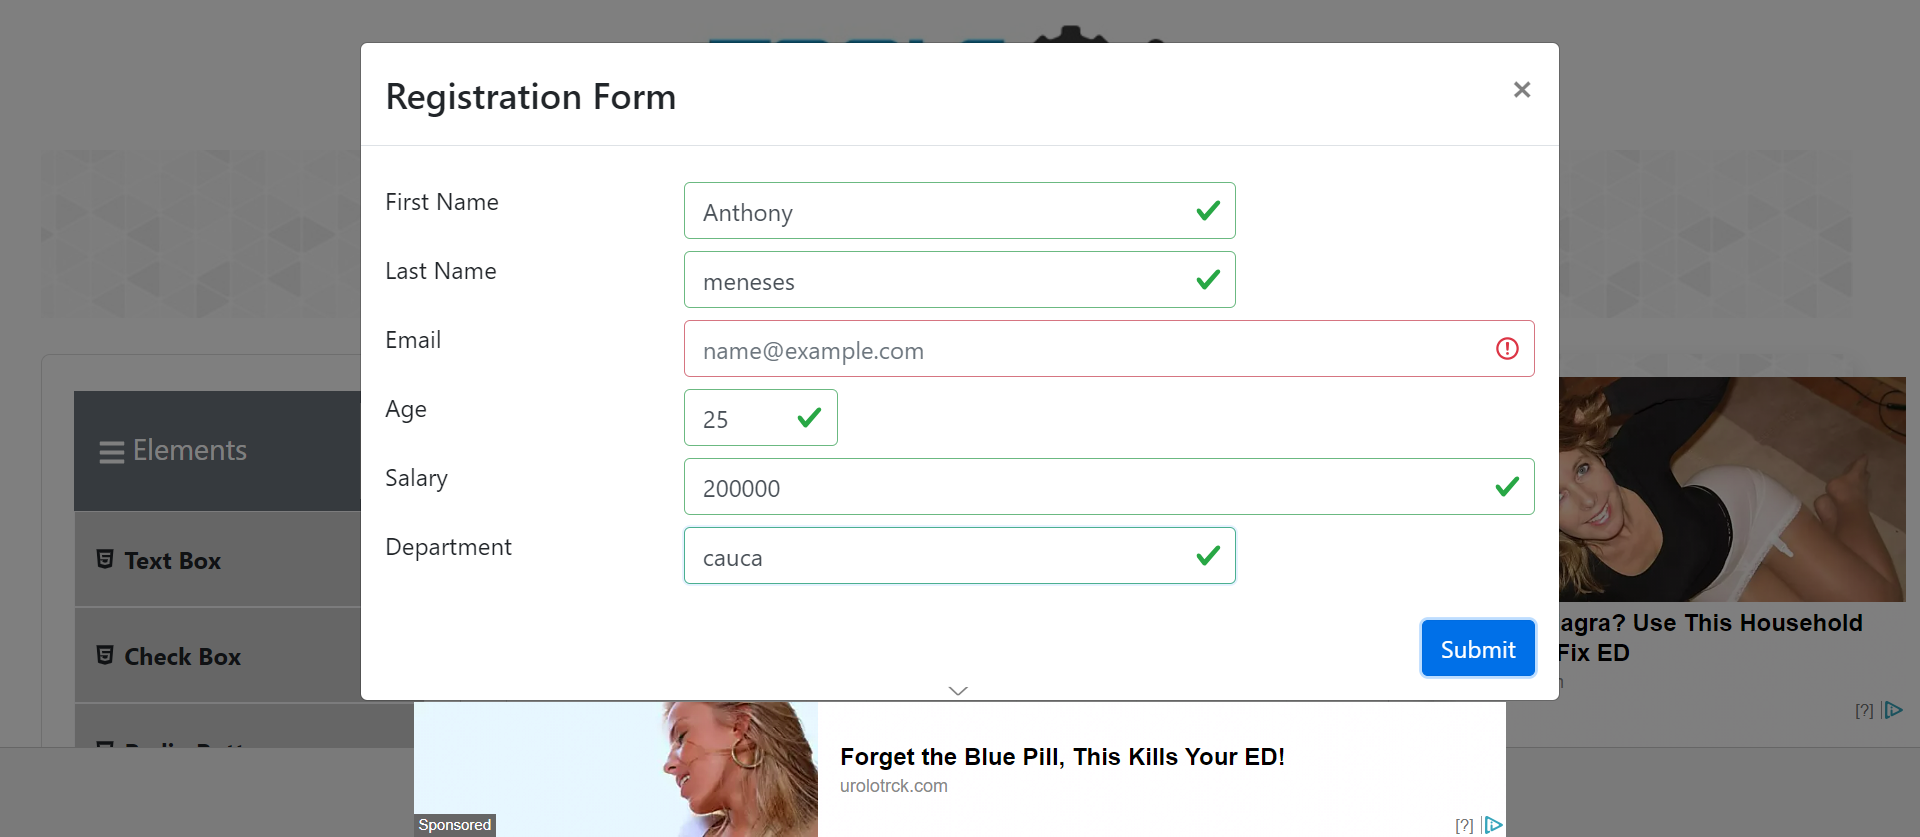 Registration Form
×
First Name
Anthony
Last Name
meneses
Email
name@example.com
Age
25
Salary
200000
Department
cauca
Submit
Elements
Text Box
Check Box
agra? Use This Household
Fix ED
[?]
Forget the Blue Pill, This Kills Your ED!
urolotrck.com
Sponsored
[?]